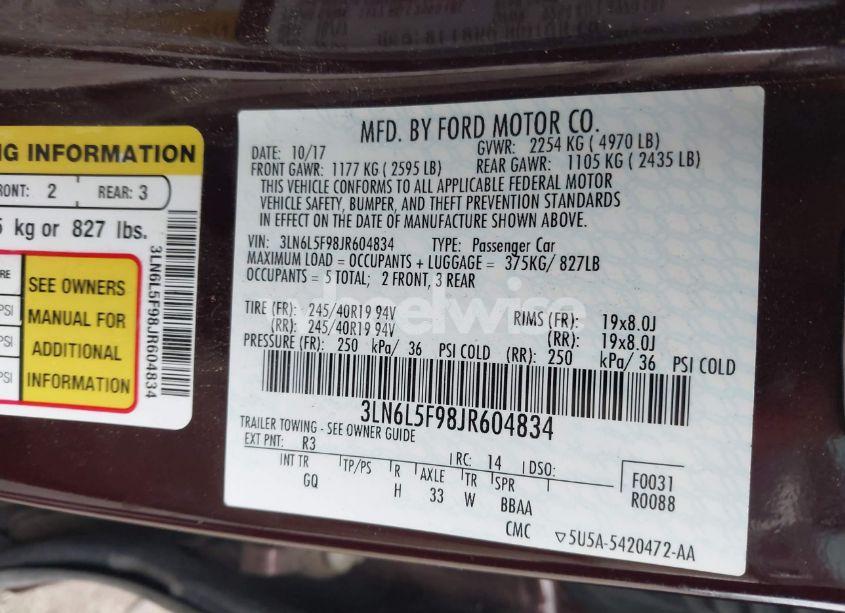 NG INFORMATION
RONT: 2 REAR: 3
5 kg or 827 lbs.
RE
PSI
PSI
PSI
SEE OWNERS
MANUAL FOR
ADDITIONAL
INFORMATION
3LN6L5F98JR604834
MFD. BY FORD MOTOR CO.
DATE: 10/17 GVWR: 2254 KG ( 4970 LB)
FRONT GAWR: 1177 KG ( 2595 LB) REAR GAWR: 1105 KG ( 2435 LB)
THIS VEHICLE CONFORMS TO ALL APPLICABLE FEDERAL MOTOR
VEHICLE SAFETY, BUMPER, AND THEFT PREVENTION STANDARDS
IN EFFECT ON THE DATE OF MANUFACTURE SHOWN ABOVE.
VIN: 3LN6L5F98JR604834 TYPE: Passenger Car
MAXIMUM LOAD = OCCUPANTS + LUGGAGE = 375KG/ 827LB
OCCUPANTS = 5 TOTAL; 2 FRONT, 3 REAR
TIRE (FR): 245/40R19 94V RIMS (FR): 19x8.0J
(RR): 245/40R19 94V (RR): 19x8.0J
PRESSURE (FR): 250 kPa/ 36 PSI COLD (RR): 250 kPa/ 36 PSI COLD
3LN6L5F98JR604834
TRAILER TOWING - SEE OWNER GUIDE
EXT PNT: R3 RC: 14 DSO:
INT TR TP/PS R AXLE TR SPR
GQ H 33 W BBAA
F0031
R0088
CMC ▽5U5A-5420472-AA